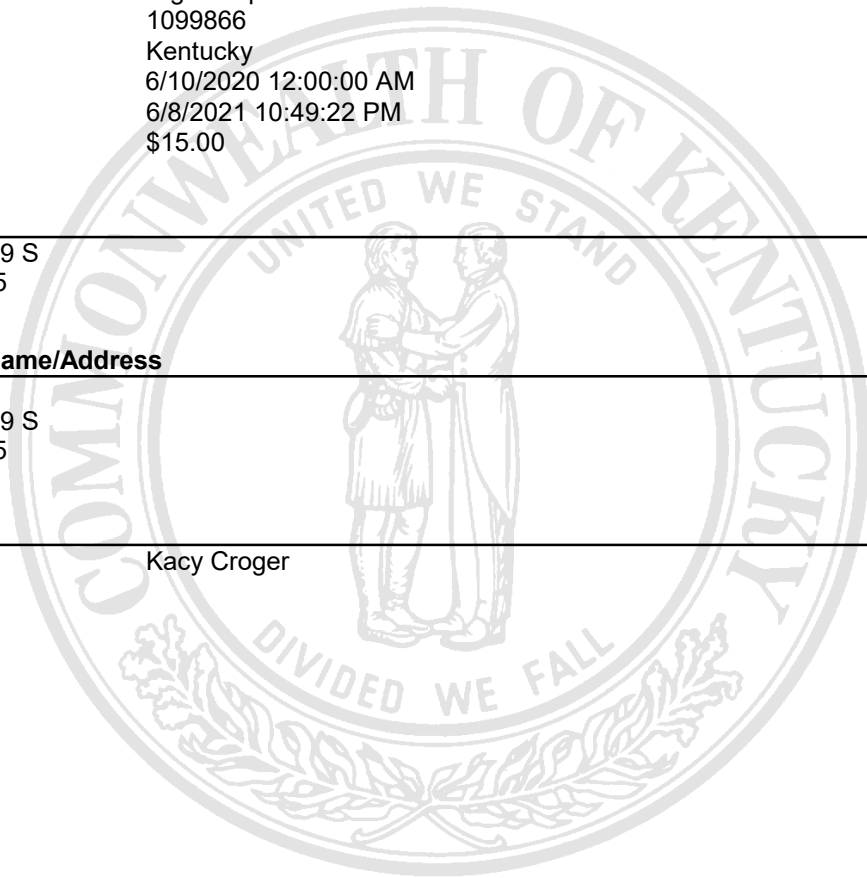 1099866
Kentucky
6/10/2020 12:00:00 AM
6/8/2021 10:49:22 PM
$15.00
9 S
5
ame/Address
9 S
5
Kacy Croger
COMMONWEALTH OF KENTUCKY
UNITED WE STAND
DIVIDED WE FALL